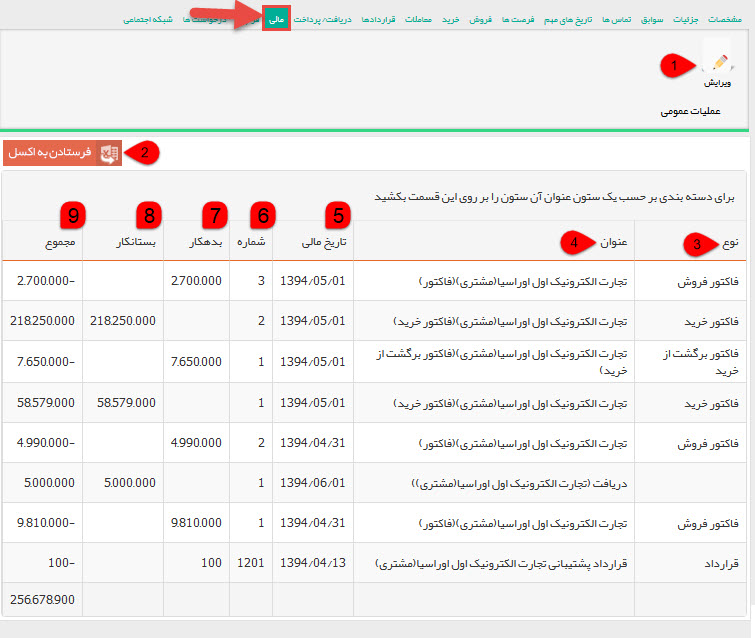 مشخصات جزئیات سوابق تماس ها تاریخ های مهم فرصت ها فروش خرید معاملات قراردادها دریافت/ پرداخت مالی درخواست ها شبکه اجتماعی
1
ویرایش
عملیات عمومی
فرستادن به اکسل 2
برای دسته بندی بر حسب یک ستون عنوان آن ستون را بر روی این قسمت بکشید
5 6 7 8 9
نوع 3 عنوان 4 تاریخ مالی شماره بدهکار بستانکار مجموع
فاکتور فروش تجارت الکترونیک اول اوراسیا(مشتری)(فاکتور) 1394/05/01 3 2.700.000 2.700.000-
فاکتور خرید تجارت الکترونیک اول اوراسیا(مشتری)(فاکتور خرید) 1394/05/01 2 218.250.000 218.250.000
فاکتور برگشت از تجارت الکترونیک اول اوراسیا(مشتری)(فاکتور برگشت از 1394/05/01 1 7.650.000 7.650.000-
خرید خرید)
فاکتور خرید تجارت الکترونیک اول اوراسیا(مشتری)(فاکتور خرید) 1394/05/01 1 58.579.000 58.579.000
فاکتور فروش تجارت الکترونیک اول اوراسیا(مشتری)(فاکتور) 1394/04/31 2 4.990.000 4.990.000-
دریافت (تجارت الکترونیک اول اوراسیا(مشتری)) 1394/06/01 1 5.000.000 5.000.000
فاکتور فروش تجارت الکترونیک اول اوراسیا(مشتری)(فاکتور) 1394/04/31 1 9.810.000 9.810.000-
قرارداد قرارداد پشتیبانی تجارت الکترونیک اول اوراسیا(مشتری) 1394/04/13 1201 100 100-
256.678.900